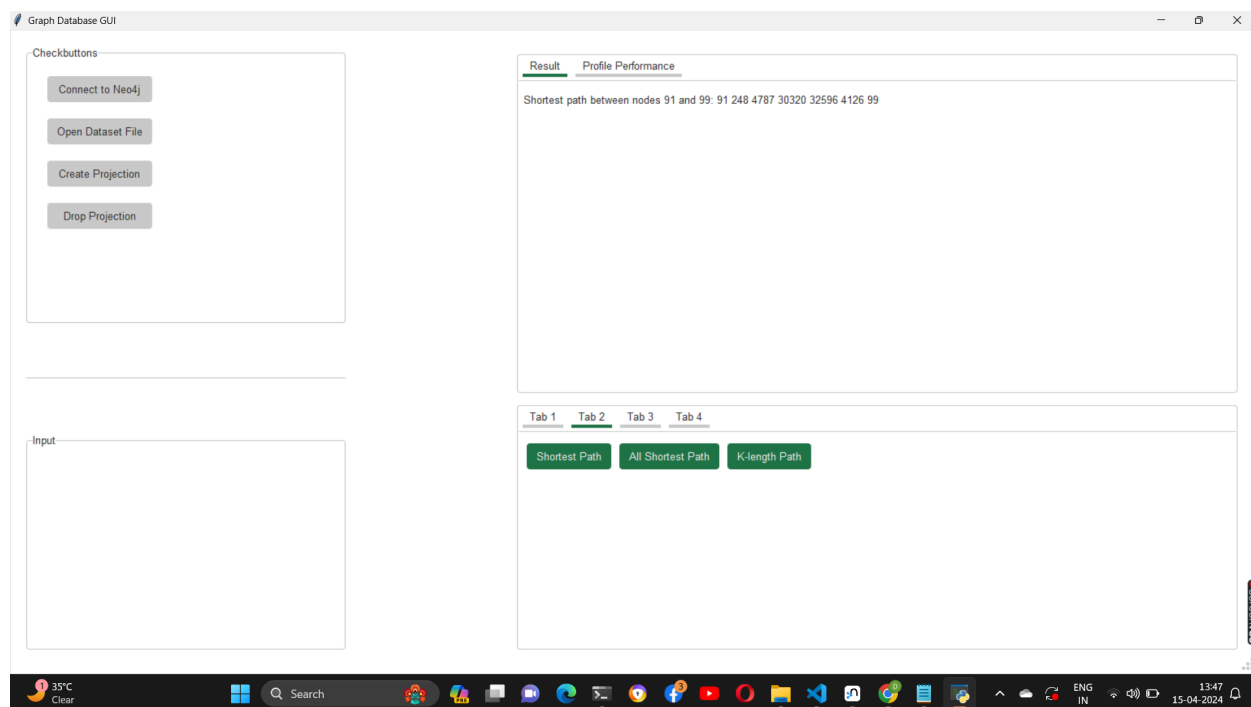 Graph Database GUI
Checkbuttons
Connect to Neo4j
Open Dataset File
Create Projection
Drop Projection
Input
Result Profile Performance
Shortest path between nodes 91 and 99: 91 248 4787 30320 32596 4126 99
Tab 1 Tab 2 Tab 3 Tab 4
Shortest Path All Shortest Path K-length Path
1 35°C
Clear
Search
PRE
3
D
ENG
IN
13:47
15-04-2024